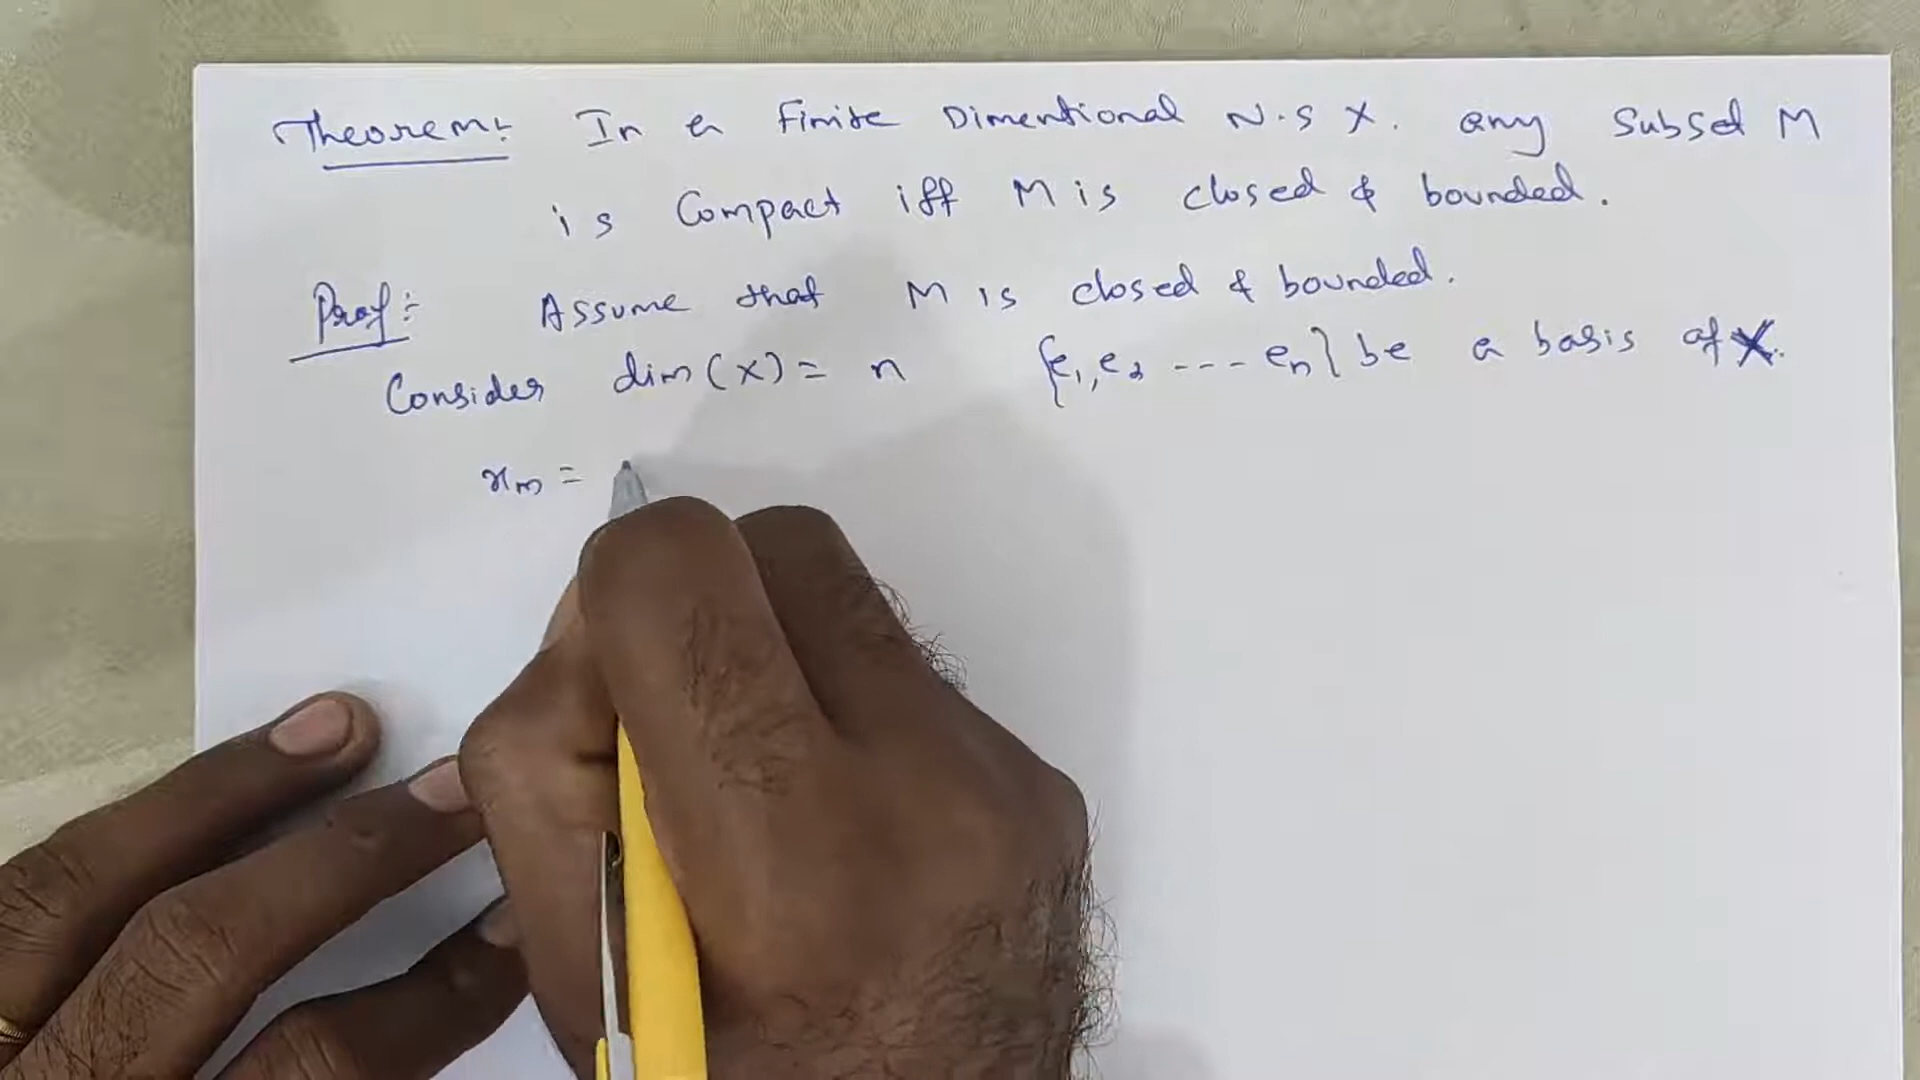 Theorem:- In a Finite Dimentional N.S X. any Subset M
is Compact iff M is closed & bounded.
Proof:- Assume that M is closed & bounded.
Consider dim(X) = n {e₁, e₂ --- eₙ} be a basis of X.
xₘ =